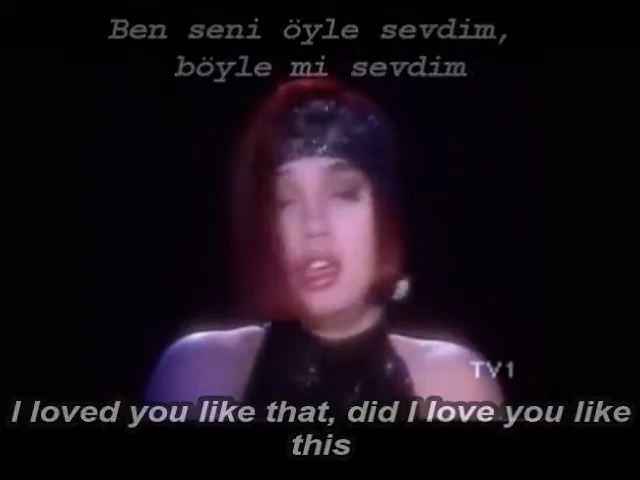 Ben seni öyle sevdim,
böyle mi sevdim
TV1
I loved you like that, did I love you like
this